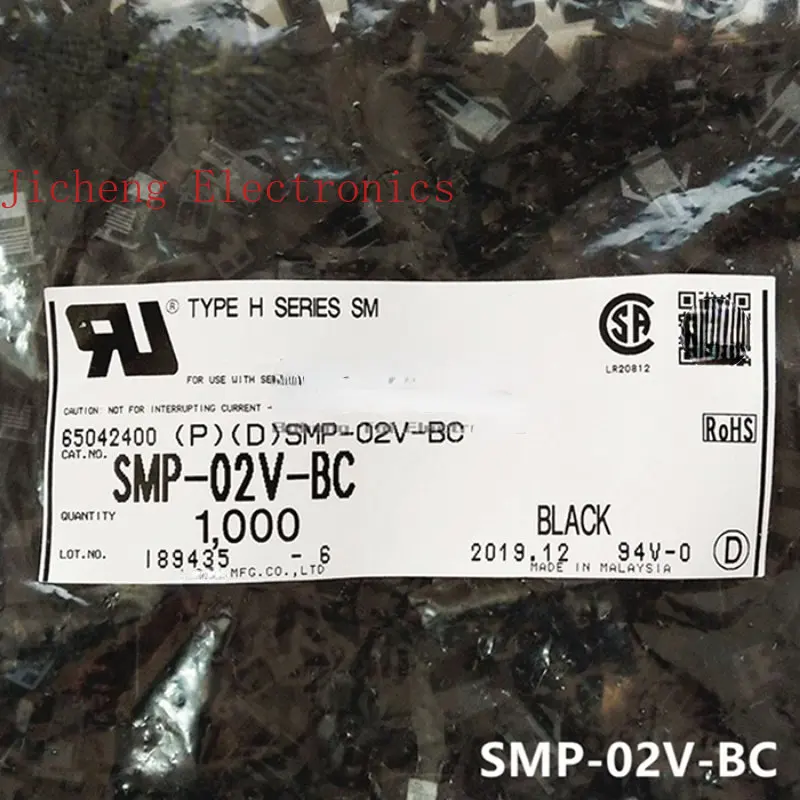 Jicheng Electronics
® TYPE H SERIES SM
LR20812
FOR USE WITH
CAUTION: NOT FOR INTERRUPTING CURRENT -
65042400 (P)(D)SMP-02V-BC
RoHS
CAT.NO. SMP-02V-BC
QUANTITY 1,000 BLACK
LOT.NO. 189435 - 6 2019.12 94V-0 D
MFG.CO.,LTD MADE IN MALAYSIA
SMP-02V-BC